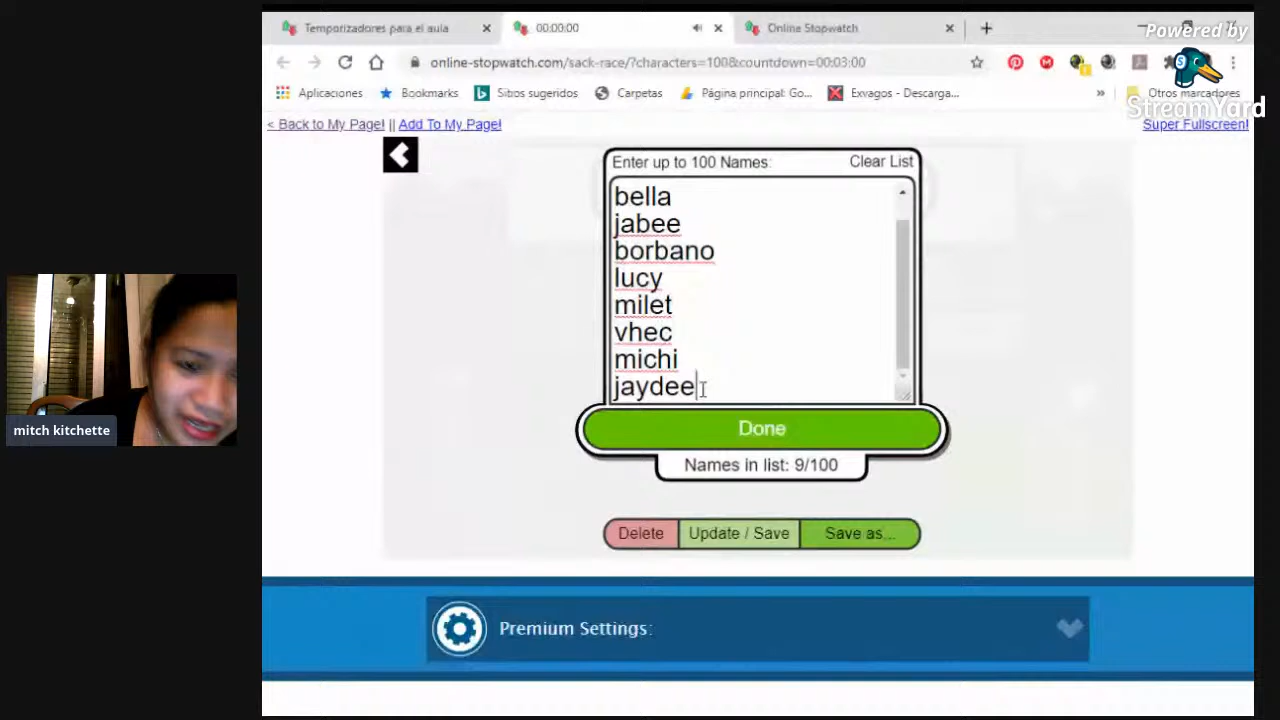 Temporizadores para el aula
00:00:00
Online Stopwatch
Powered by
StreamYard
online-stopwatch.com/sack-race/?characters=100&countdown=00:03:00
Aplicaciones
Bookmarks
Sitios sugeridos
Carpetas
Página principal: Go...
Exvagos - Descarga...
»
Otros marcadores
< Back to My Page! || Add To My Page!
Super Fullscreen!
Enter up to 100 Names:
Clear List
bella
jabee
borbano
lucy
milet
vhec
michi
jaydee
Done
Names in list: 9/100
Delete
Update / Save
Save as...
mitch kitchette
Premium Settings: